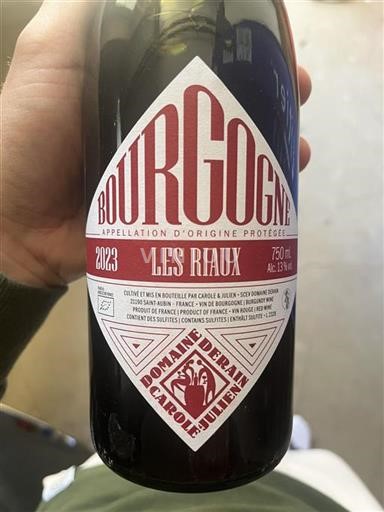 BOURGOGNE
APPELLATION D'ORIGINE PROTÉGÉE
2023
LES RIAUX
750 ml
Alc. 13 % vol.
CULTIVÉ ET MIS EN BOUTEILLE PAR CAROLE & JULIEN - SCEV DOMAINE DERAIN
21190 SAINT-AUBIN - FRANCE - VIN DE BOURGOGNE | BURGUNDY WINE
PRODUIT DE FRANCE | PRODUCT OF FRANCE - VIN ROUGE | RED WINE
CONTIENT DES SULFITES | CONTAINS SULFITES | ENTHÄLT SULFITE - L 2326
DOMAINE DERAIN
CAROLE JULIEN